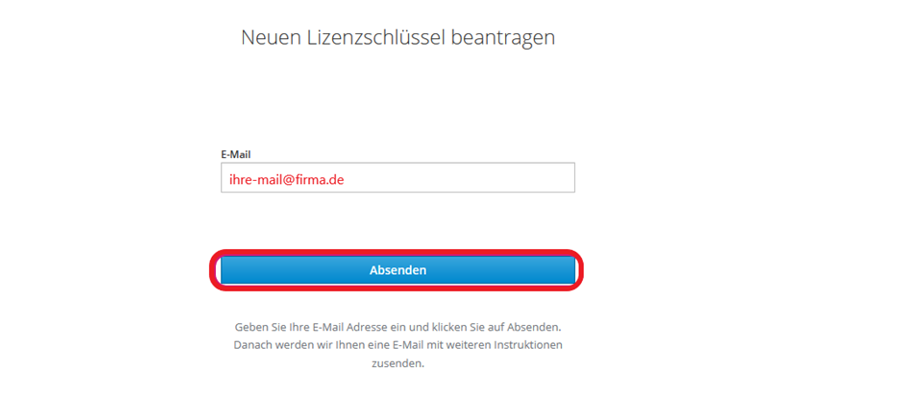 Neuen Lizenzschlüssel beantragen
E-Mail
ihre-mail@firma.de
Absenden
Geben Sie Ihre E-Mail Adresse ein und klicken Sie auf Absenden.
Danach werden wir Ihnen eine E-Mail mit weiteren Instruktionen
zusenden.